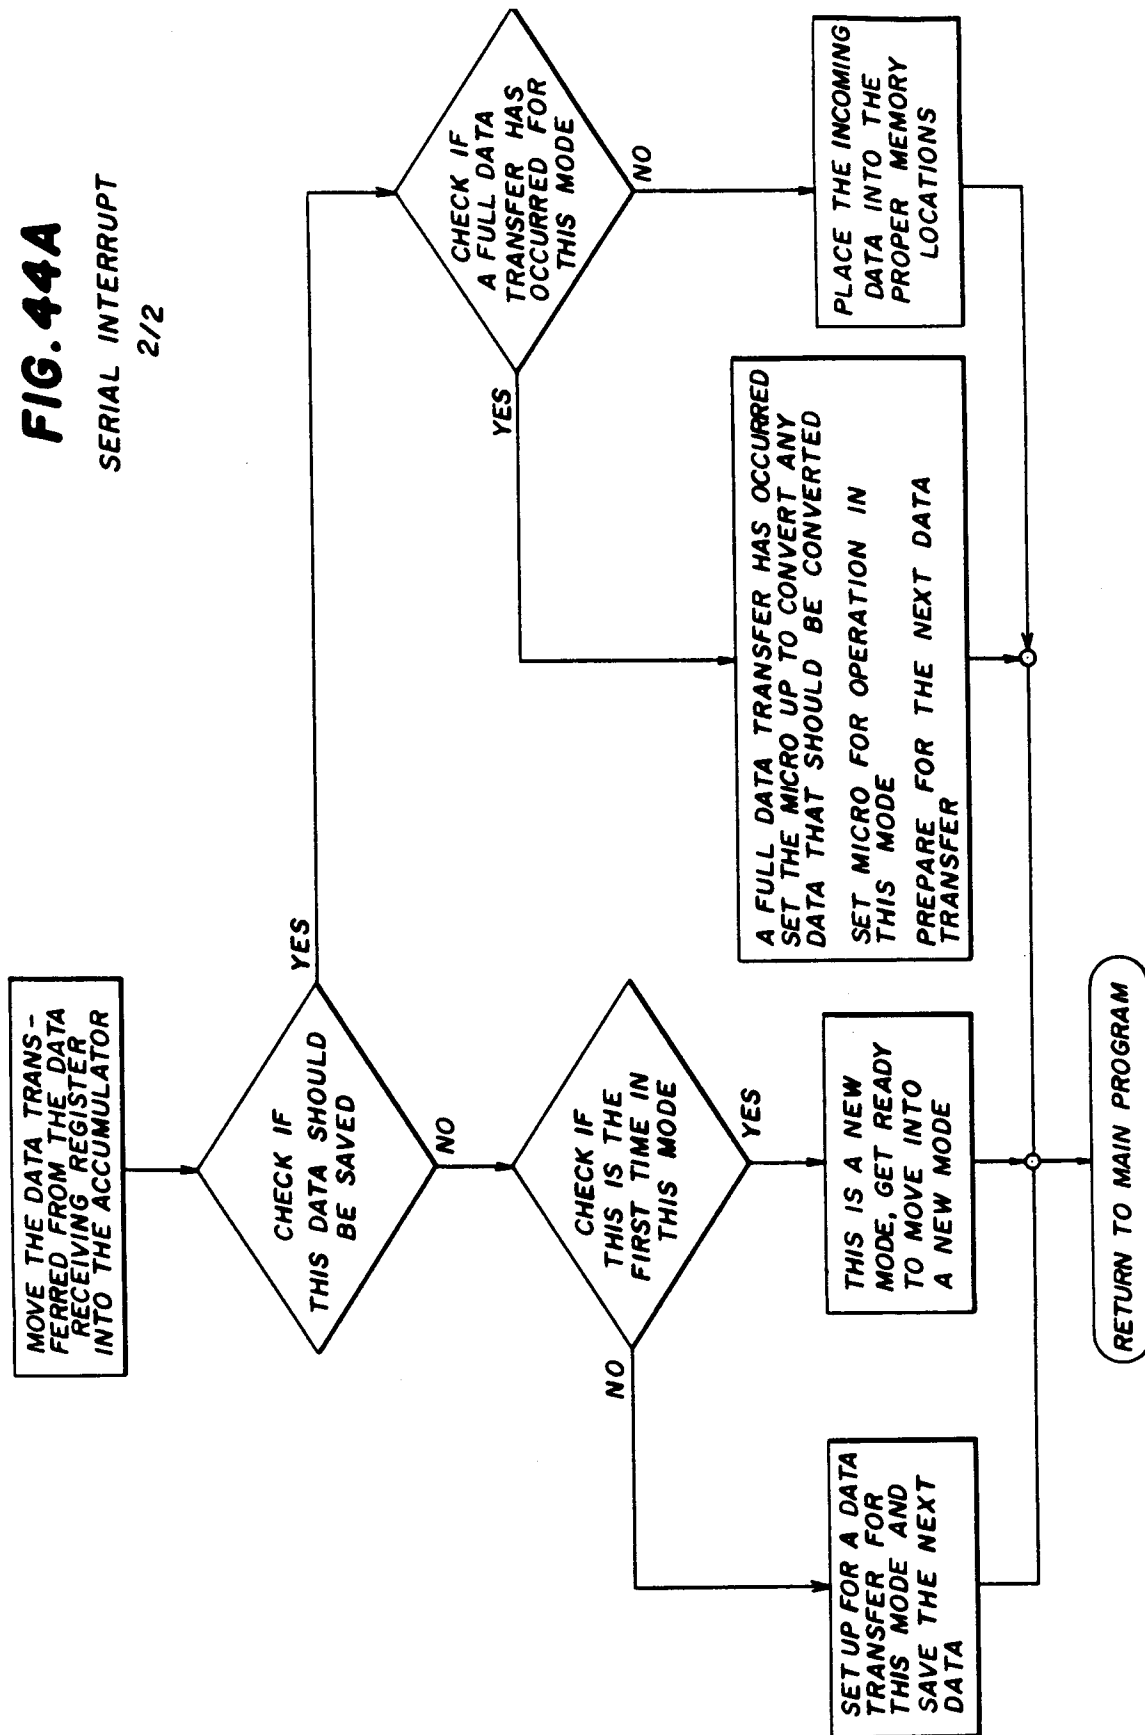 FIG. 44A
SERIAL INTERRUPT
2/2
MOVE THE DATA TRANS-
FERRED FROM THE DATA
RECEIVING REGISTER
INTO THE ACCUMULATOR
CHECK IF
THIS DATA SHOULD
BE SAVED
YES
NO
CHECK IF
A FULL DATA
TRANSFER HAS
OCCURRED FOR
THIS MODE
YES
NO
CHECK IF
THIS IS THE
FIRST TIME IN
THIS MODE
NO
YES
SET UP FOR A DATA
TRANSFER FOR
THIS MODE AND
SAVE THE NEXT
DATA
THIS IS A NEW
MODE, GET READY
TO MOVE INTO
A NEW MODE
A FULL DATA TRANSFER HAS OCCURRED
SET THE MICRO UP TO CONVERT ANY
DATA THAT SHOULD BE CONVERTED
SET MICRO FOR OPERATION IN
THIS MODE
PREPARE FOR THE NEXT DATA
TRANSFER
PLACE THE INCOMING
DATA INTO THE
PROPER MEMORY
LOCATIONS
RETURN TO MAIN PROGRAM